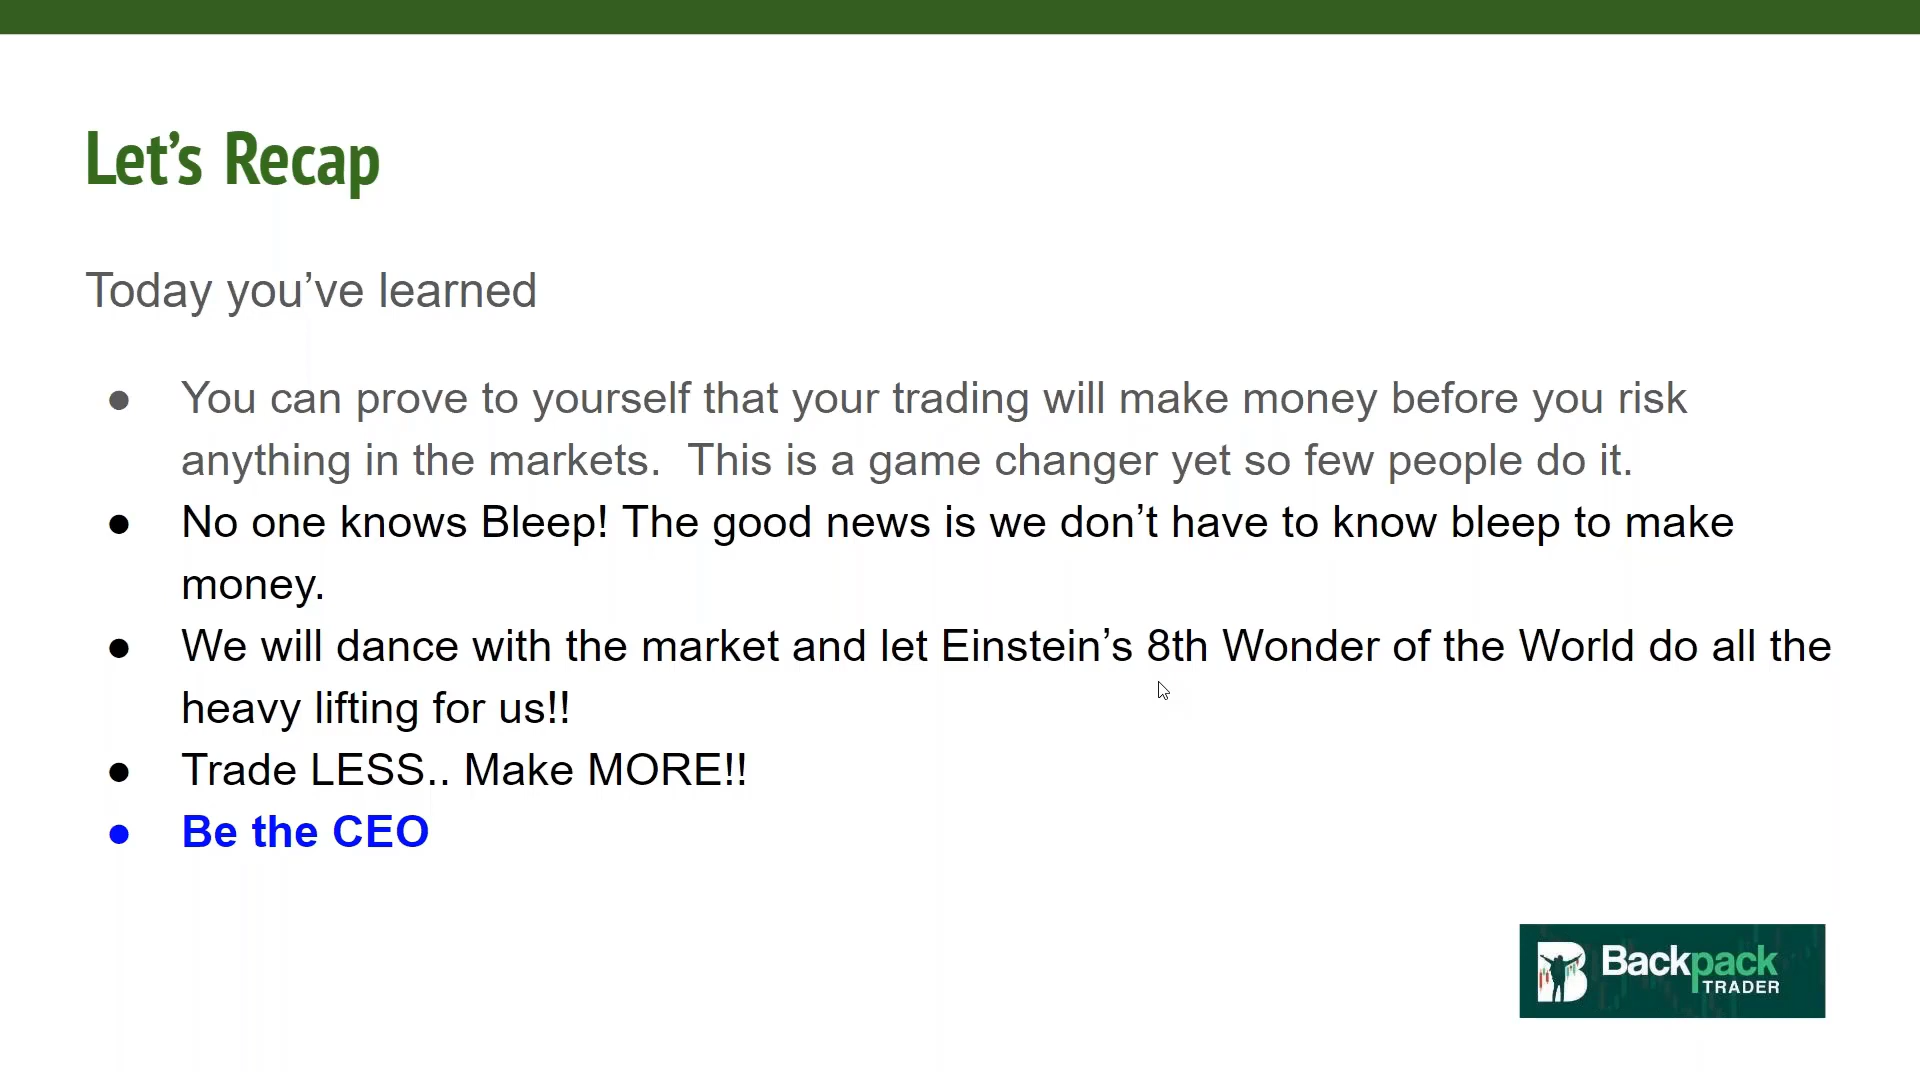 Let’s Recap
Today you’ve learned
● You can prove to yourself that your trading will make money before you risk
anything in the markets.  This is a game changer yet so few people do it.
● No one knows Bleep! The good news is we don’t have to know bleep to make
money.
● We will dance with the market and let Einstein’s 8th Wonder of the World do all the
heavy lifting for us!!
● Trade LESS.. Make MORE!!
● Be the CEO
B Backpack
TRADER